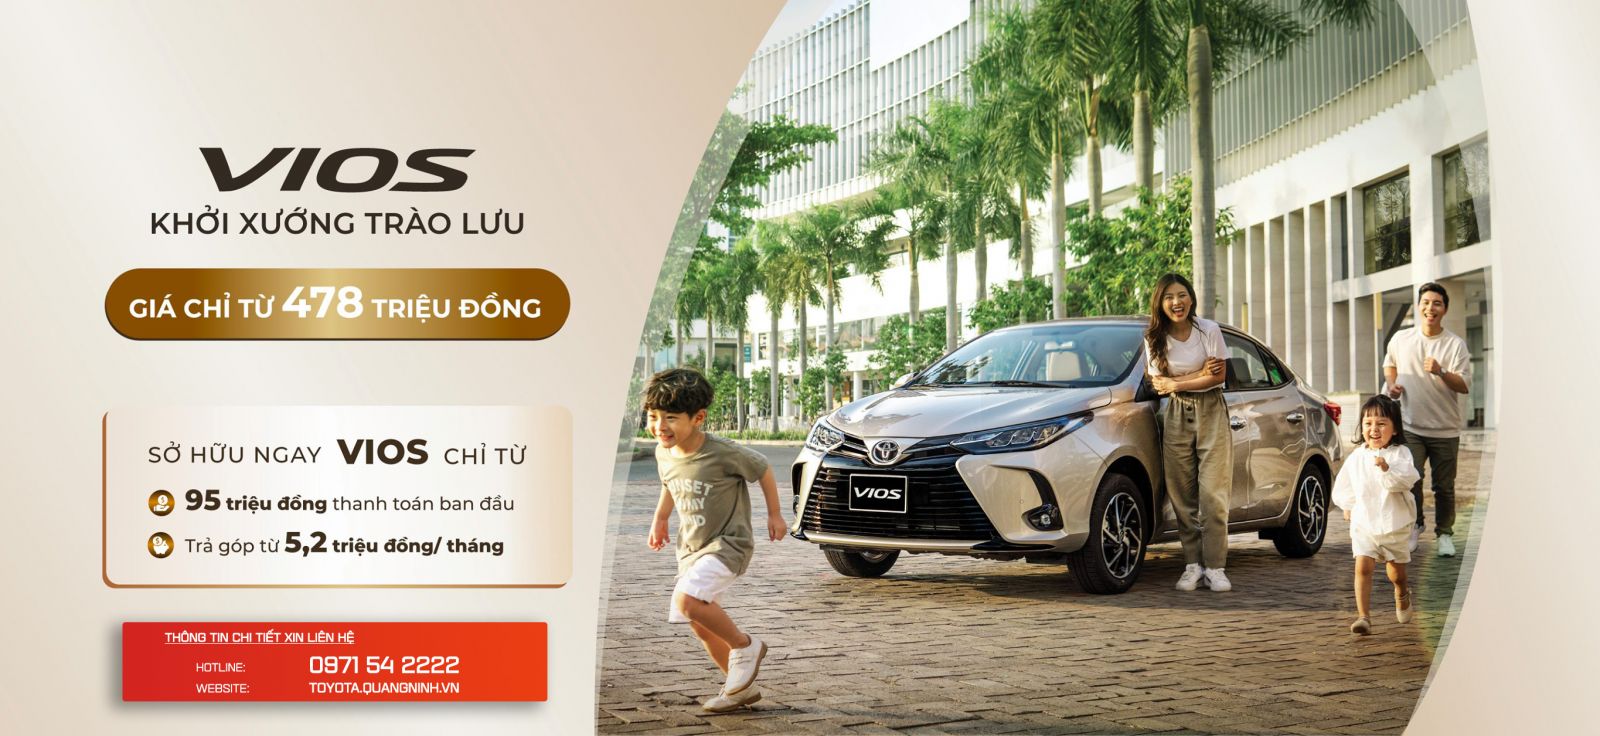 VIOS
KHỞI XƯỚNG TRÀO LƯU
GIÁ CHỈ TỪ 478 TRIỆU ĐỒNG
SỞ HỮU NGAY VIOS CHỈ TỪ
95 triệu đồng thanh toán ban đầu
Trả góp từ 5,2 triệu đồng/ tháng
THÔNG TIN CHI TIẾT XIN LIÊN HỆ
HOTLINE: 0971 54 2222
WEBSITE: TOYOTA.QUANGNINH.VN
VIOS